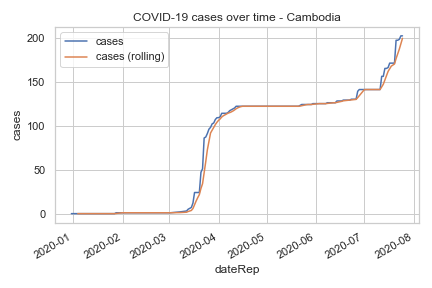 COVID-19 cases over time - Cambodia
cases
cases (rolling)
200
150
100
50
0
cases
2020-01
2020-02
2020-03
2020-04
2020-05
2020-06
2020-07
2020-08
dateRep